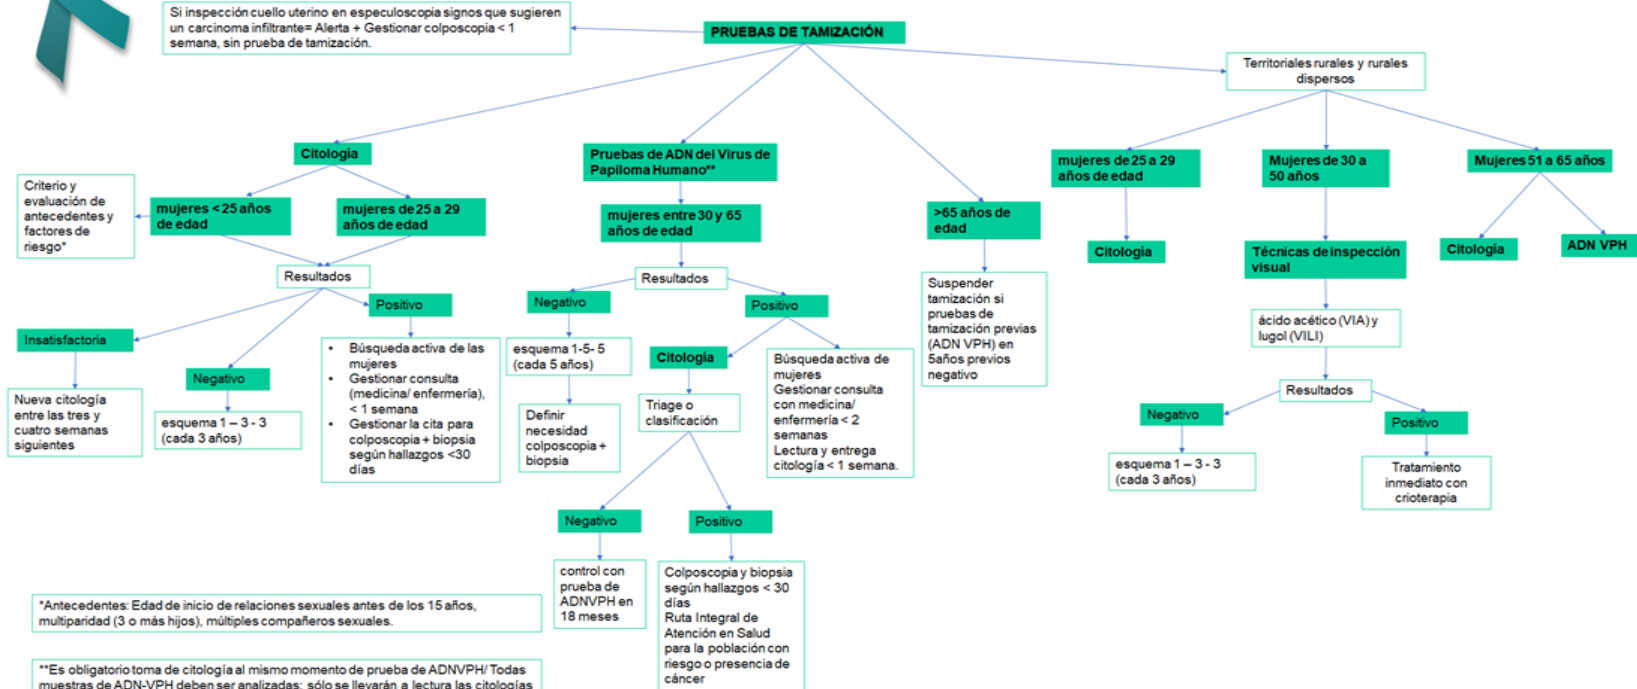 Si inspección cuello uterino en especuloscopia signos que sugieren
un carcinoma infiltrante= Alerta + Gestionar colposcopia < 1
semana, sin prueba de tamización.
PRUEBAS DE TAMIZACIÓN
Territoriales rurales y rurales
dispersos
Citología
Pruebas de ADN del Virus de
Papiloma Humano**
mujeres de 25 a 29
años de edad
Mujeres de 30 a
50 años
Mujeres 51 a 65 años
Criterio y
evaluación de
antecedentes y
factores de
riesgo*
mujeres < 25 años
de edad
mujeres de 25 a 29
años de edad
mujeres entre 30 y 65
años de edad
>65 años de
edad
Citología
Técnicas de inspección
visual
Citología
ADN VPH
Resultados
Resultados
Suspender
tamización si
pruebas de
tamización previas
(ADN VPH) en
5años previos
negativo
Insatisfactoria
Negativo
Positivo
Negativo
Positivo
ácido acético (VIA) y
lugol (VILI)
Nueva citología
entre las tres y
cuatro semanas
siguientes
esquema 1 – 3 - 3
(cada 3 años)
• Búsqueda activa de las
mujeres
• Gestionar consulta
(medicina/ enfermería),
< 1 semana
• Gestionar la cita para
colposcopia + biopsia
según hallazgos <30
días
esquema 1-5- 5
(cada 5 años)
Definir
necesidad
colposcopia +
biopsia
Citología
Triage o
clasificación
Búsqueda activa de
mujeres
Gestionar consulta
con medicina/
enfermería < 2
semanas
Lectura y entrega
citología < 1 semana.
Resultados
Negativo
Positivo
esquema 1 – 3 - 3
(cada 3 años)
Tratamiento
inmediato con
crioterapia
Negativo
Positivo
control con
prueba de
ADNVPH en
18 meses
Colposcopia y biopsia
según hallazgos < 30
días
Ruta Integral de
Atención en Salud
para la población con
riesgo o presencia de
cáncer
*Antecedentes: Edad de inicio de relaciones sexuales antes de los 15 años,
multiparidad (3 o más hijos), múltiples compañeros sexuales.
**Es obligatorio toma de citología al mismo momento de prueba de ADNVPH/ Todas
muestras de ADN-VPH deben ser analizadas; sólo se llevarán a lectura las citologías